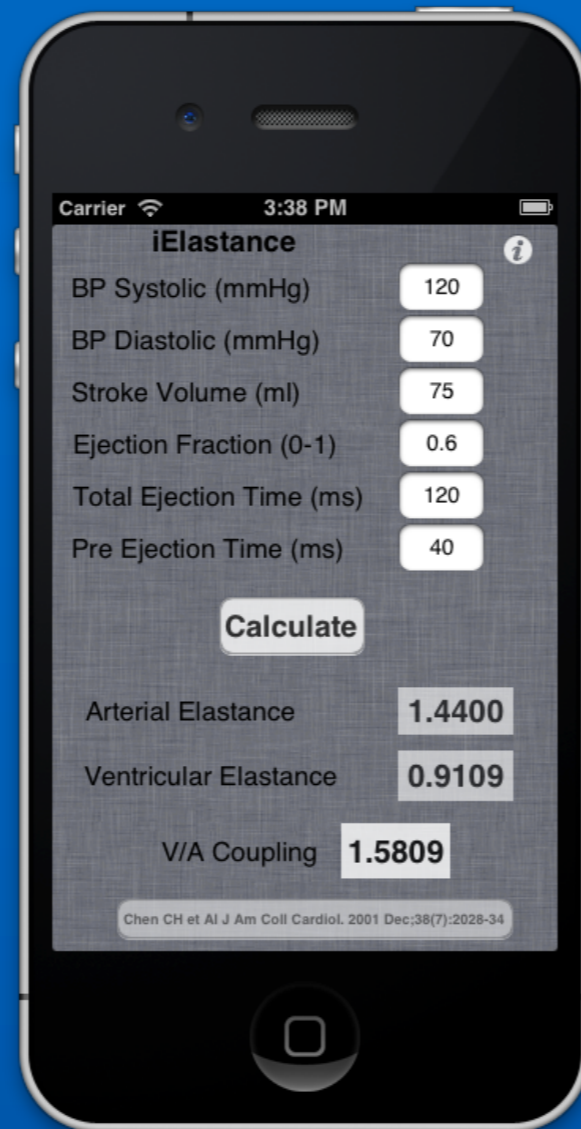 Carrier 3:38 PM
iElastance
BP Systolic (mmHg) 120
BP Diastolic (mmHg) 70
Stroke Volume (ml) 75
Ejection Fraction (0-1) 0.6
Total Ejection Time (ms) 120
Pre Ejection Time (ms) 40
Calculate
Arterial Elastance 1.4400
Ventricular Elastance 0.9109
V/A Coupling 1.5809
Chen CH et Al J Am Coll Cardiol. 2001 Dec;38(7):2028-34